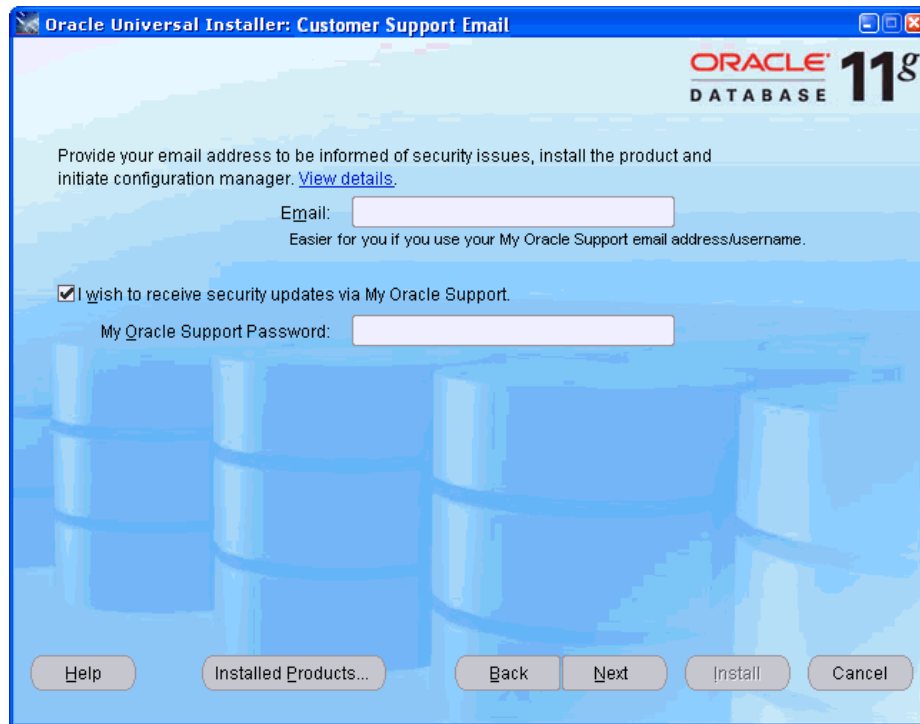 Oracle Universal Installer: Customer Support Email
ORACLE 11g
DATABASE
Provide your email address to be informed of security issues, install the product and
initiate configuration manager. View details.
Email:
Easier for you if you use your My Oracle Support email address/username.
I wish to receive security updates via My Oracle Support.
My Oracle Support Password:
Help Installed Products... Back Next Install Cancel